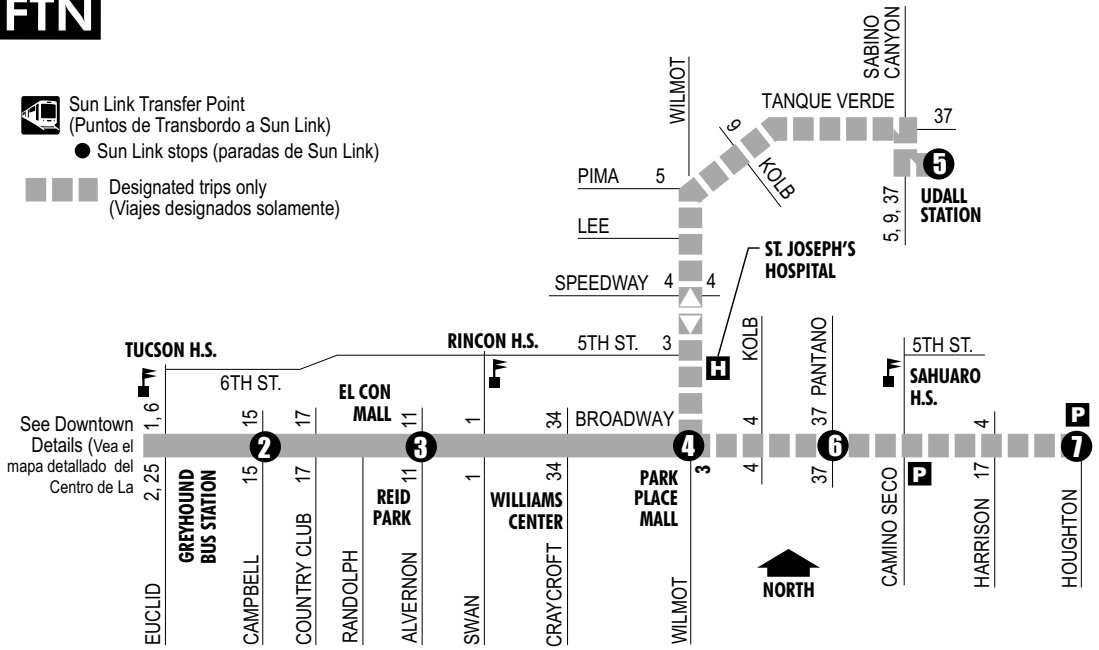 FTN
Sun Link Transfer Point
(Puntos de Transbordo a Sun Link)
Sun Link stops (paradas de Sun Link)
Designated trips only
(Viajes designados solamente)
SABINO
CANYON
WILMOT
TANQUE VERDE
37
9
KOLB
5
UDALL
STATION
5, 9, 37
PIMA 5
LEE
ST. JOSEPH'S
HOSPITAL
SPEEDWAY 4
4
TUCSON H.S.
RINCON H.S.
5TH ST. 3
H
KOLB
PANTANO
5TH ST.
SAHUARO
H.S.
6TH ST.
EL CON
MALL
P
See Downtown
Details (Vea el
mapa detallado del
Centro de La
1, 6
15
17
11
1
34
BROADWAY
4
37
4
2
3
4
6
7
2, 25
15
17
11
1
34
3
4
37
P
17
GREYHOUND
BUS STATION
REID
PARK
WILLIAMS
CENTER
PARK
PLACE
MALL
NORTH
EUCLID
CAMPBELL
COUNTRY CLUB
RANDOLPH
ALVERNON
SWAN
CRAYCROFT
WILMOT
CAMINO SECO
HARRISON
HOUGHTON